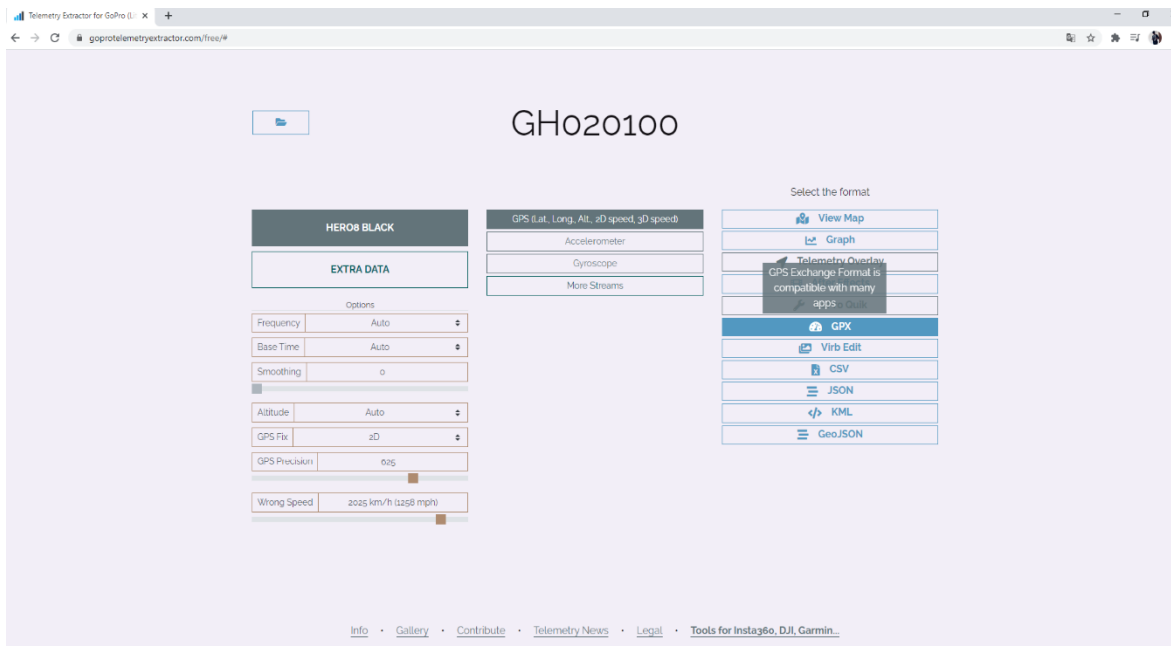 Telemetry Extractor for GoPro (Li
goprotelemetryextractor.com/free/#
GH020100
Select the format
HERO8 BLACK
EXTRA DATA
Options
Frequency Auto
Base Time Auto
Smoothing 0
Altitude Auto
GPS Fix 2D
GPS Precision 625
Wrong Speed 2025 km/h (1258 mph)
GPS (Lat., Long., Alt., 2D speed, 3D speed)
Accelerometer
Gyroscope
More Streams
View Map
Graph
Telemetry Overlay
GPS Exchange Format is
compatible with many
apps
GPX
Virb Edit
CSV
JSON
KML
GeoJSON
Info · Gallery · Contribute · Telemetry News · Legal · Tools for Insta360, DJI, Garmin...